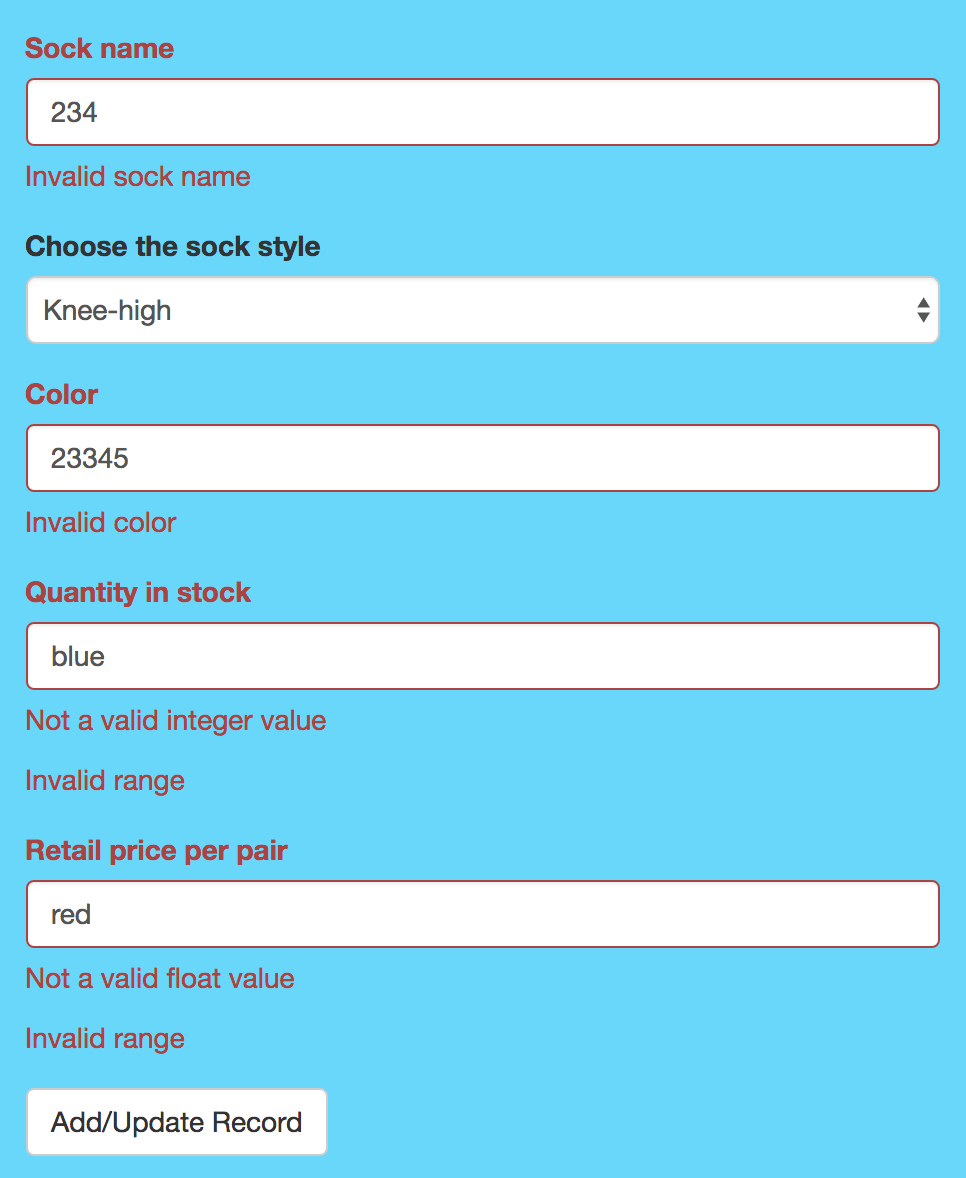 Sock name
234
Invalid sock name
Choose the sock style
Knee-high
Color
23345
Invalid color
Quantity in stock
blue
Not a valid integer value
Invalid range
Retail price per pair
red
Not a valid float value
Invalid range
Add/Update Record